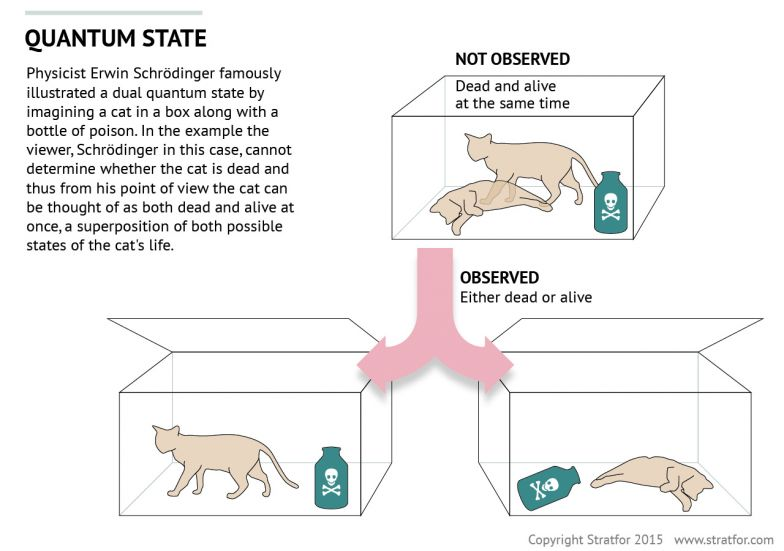 QUANTUM STATE
Physicist Erwin Schrödinger famously
illustrated a dual quantum state by
imagining a cat in a box along with a
bottle of poison. In the example the
viewer, Schrödinger in this case, cannot
determine whether the cat is dead and
thus from his point of view the cat can
be thought of as both dead and alive at
once, a superposition of both possible
states of the cat's life.
NOT OBSERVED
Dead and alive
at the same time
OBSERVED
Either dead or alive
Copyright Stratfor 2015 www.stratfor.com